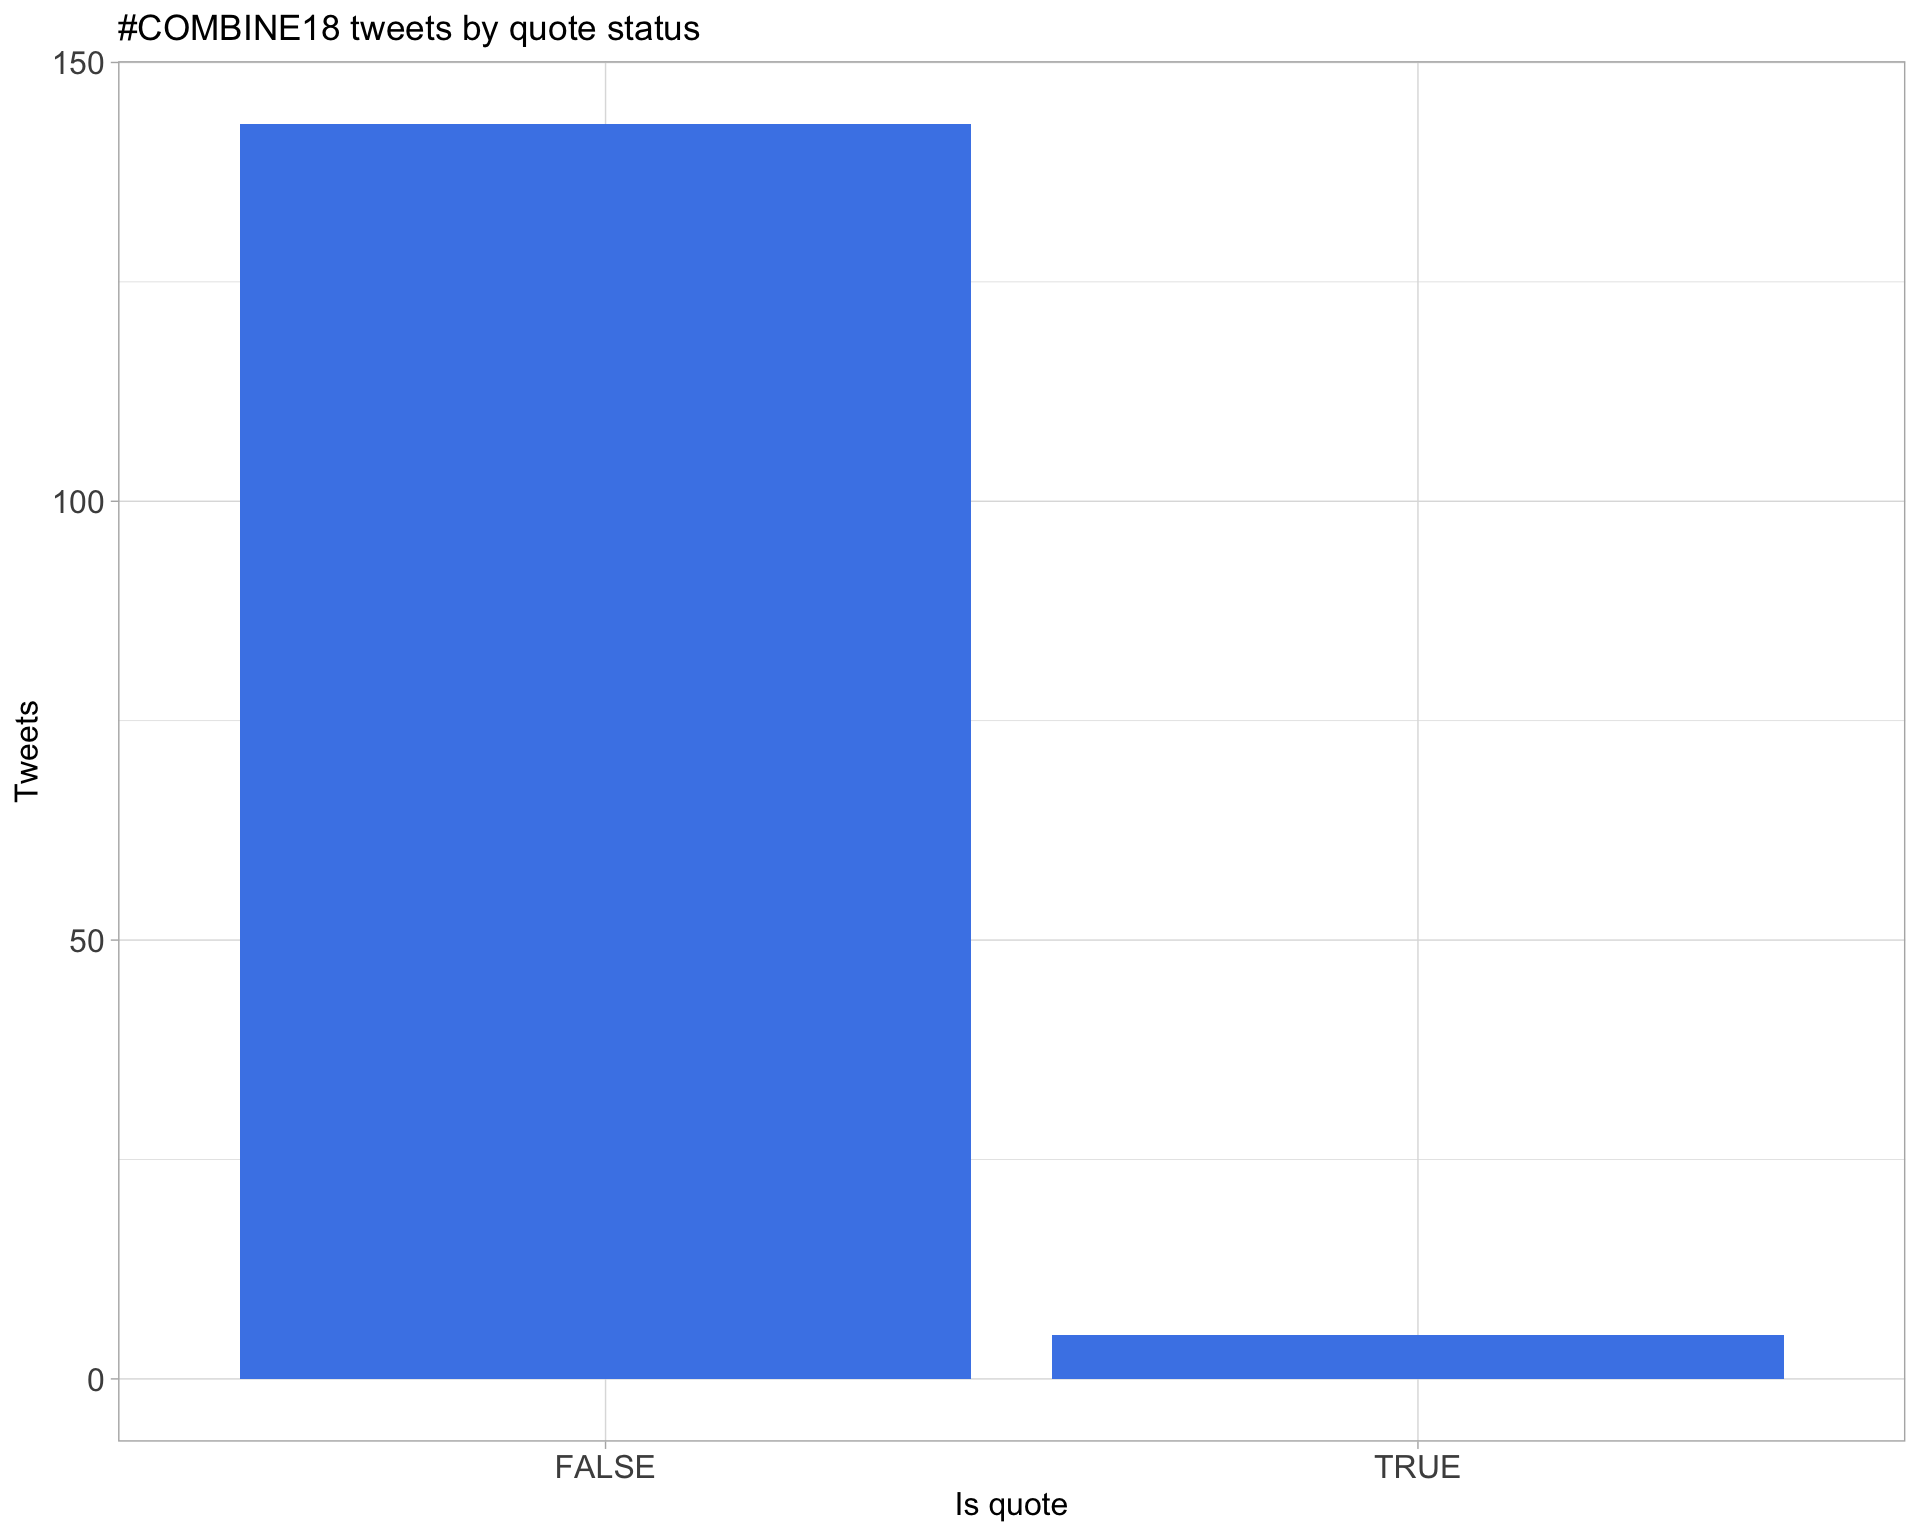 #COMBINE18 tweets by quote status
150
100
50
0
Tweets
FALSE
TRUE
Is quote